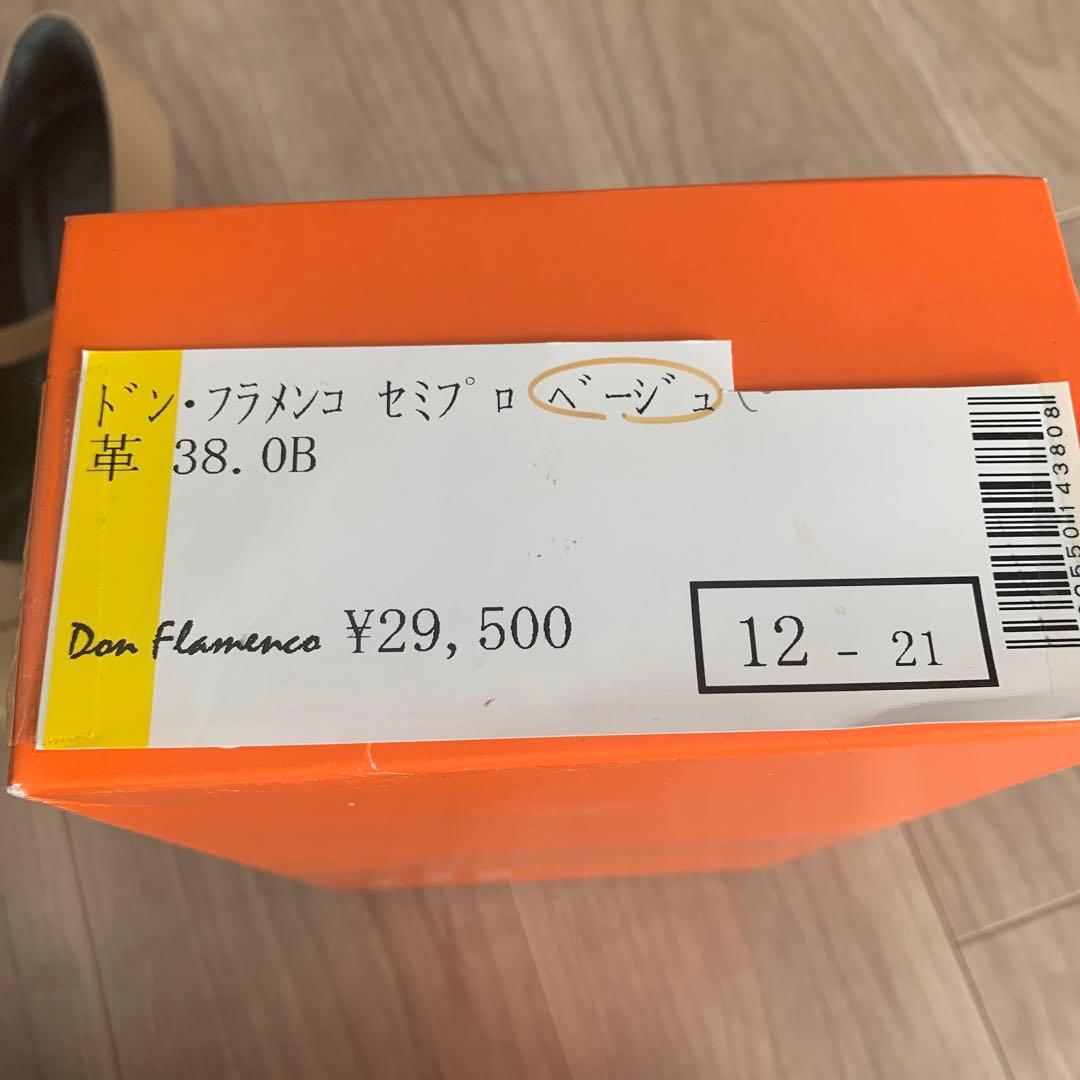 ﾄﾞﾝ・ﾌﾗﾒﾝｺ ｾﾐﾌﾟﾛ ﾍﾞｰｼﾞｭ
革 38.0B
Don Flamenco ¥29,500
12 - 21